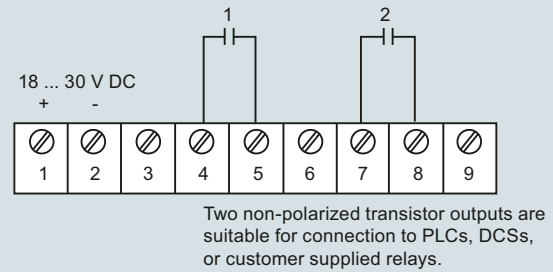 1 2
18 ... 30 V DC
+ -
1 2 3 4 5 6 7 8 9
Two non-polarized transistor outputs are
suitable for connection to PLCs, DCSs,
or customer supplied relays.